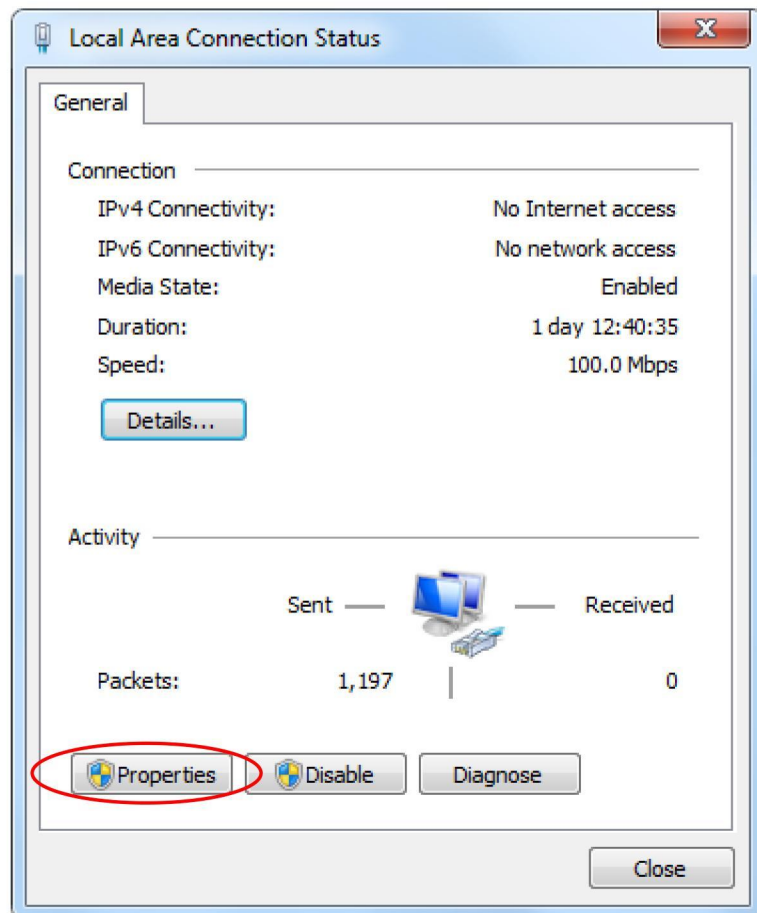 Local Area Connection Status
General
Connection
IPv4 Connectivity: No Internet access
IPv6 Connectivity: No network access
Media State: Enabled
Duration: 1 day 12:40:35
Speed: 100.0 Mbps
Details...
Activity
Sent Received
Packets: 1,197 0
Properties Disable Diagnose
Close